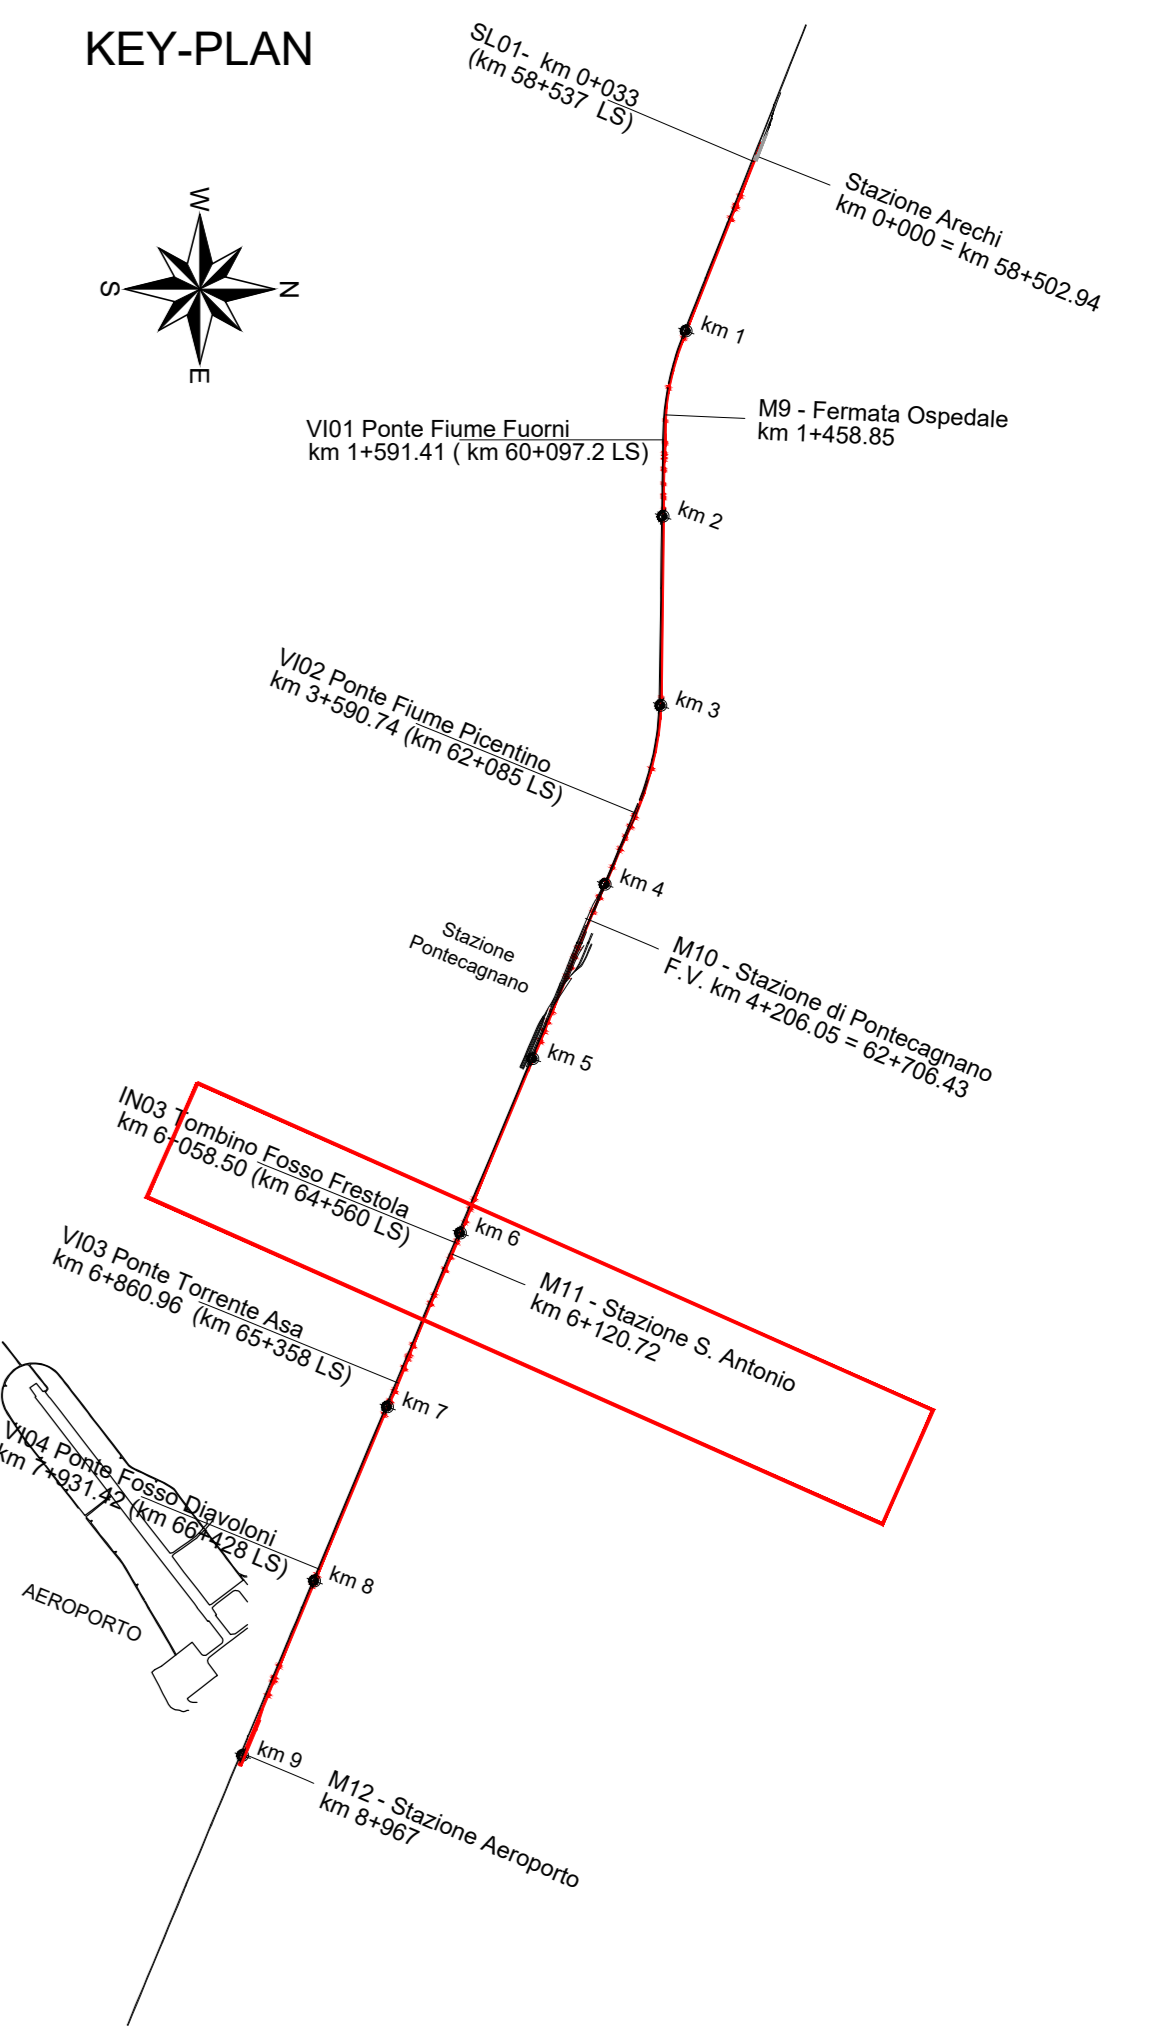 KEY-PLAN
SL01- km 0+033
(km 58+537 LS)
Stazione Arechi
km 0+000 = km 58+502.94
W
S
N
E
km 1
M9 - Fermata Ospedale
km 1+458.85
VI01 Ponte Fiume Fuorni
km 1+591.41 ( km 60+097.2 LS)
km 2
VI02 Ponte Fiume Picentino
km 3+590.74 (km 62+085 LS)
km 3
km 4
Stazione
Pontecagnano
M10 - Stazione di Pontecagnano
F.V. km 4+206.05 = 62+706.43
km 5
IN03 Tombino Fosso Frestola
km 6+058.50 (km 64+560 LS)
km 6
M11 - Stazione S. Antonio
km 6+120.72
VI03 Ponte Torrente Asa
km 6+860.96 (km 65+358 LS)
km 7
VI04 Ponte Fosso Diavoloni
km 7+931.42 (km 66+428 LS)
km 8
AEROPORTO
km 9
M12 - Stazione Aeroporto
km 8+967